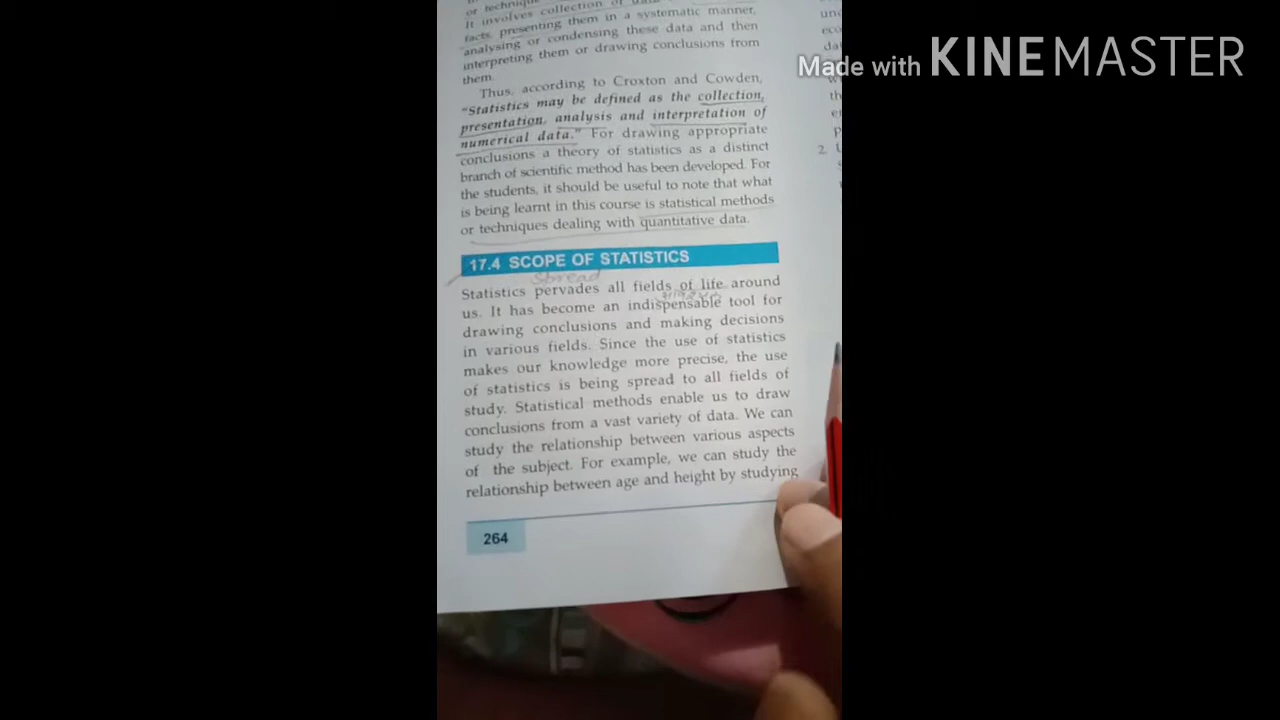 or technique
It involves collection of data
facts, presenting them in a systematic manner,
analysing or condensing these data and then
interpreting them or drawing conclusions from
them.
Thus, according to Croxton and Cowden,
"Statistics may be defined as the collection,
presentation, analysis and interpretation of
numerical data." For drawing appropriate
conclusions a theory of statistics as a distinct
branch of scientific method has been developed. For
the students, it should be useful to note that what
is being learnt in this course is statistical methods
or techniques dealing with quantitative data.
17.4 SCOPE OF STATISTICS
Spread
Statistics pervades all fields of life around
us. It has become an indispensable tool for
drawing conclusions and making decisions
in various fields. Since the use of statistics
makes our knowledge more precise, the use
of statistics is being spread to all fields of
study. Statistical methods enable us to draw
conclusions from a vast variety of data. We can
study the relationship between various aspects
of the subject. For example, we can study the
relationship between age and height by studying
264
2.
Made with KINEMASTER